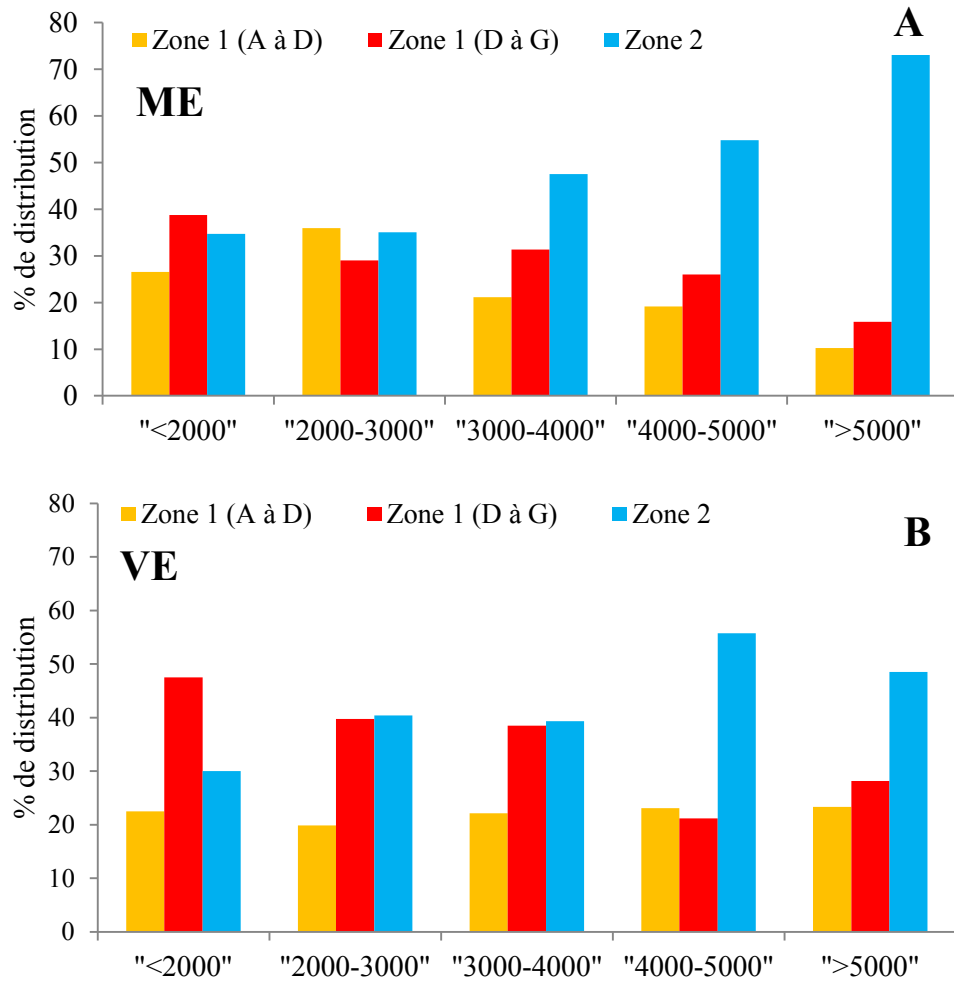 80
70
60
50
40
30
20
10
0
% de distribution
Zone 1 (A à D) Zone 1 (D à G) Zone 2
A
ME
"<2000" "2000-3000" "3000-4000" "4000-5000" ">5000"
80
70
60
50
40
30
20
10
0
% de distribution
Zone 1 (A à D) Zone 1 (D à G) Zone 2
B
VE
"<2000" "2000-3000" "3000-4000" "4000-5000" ">5000"